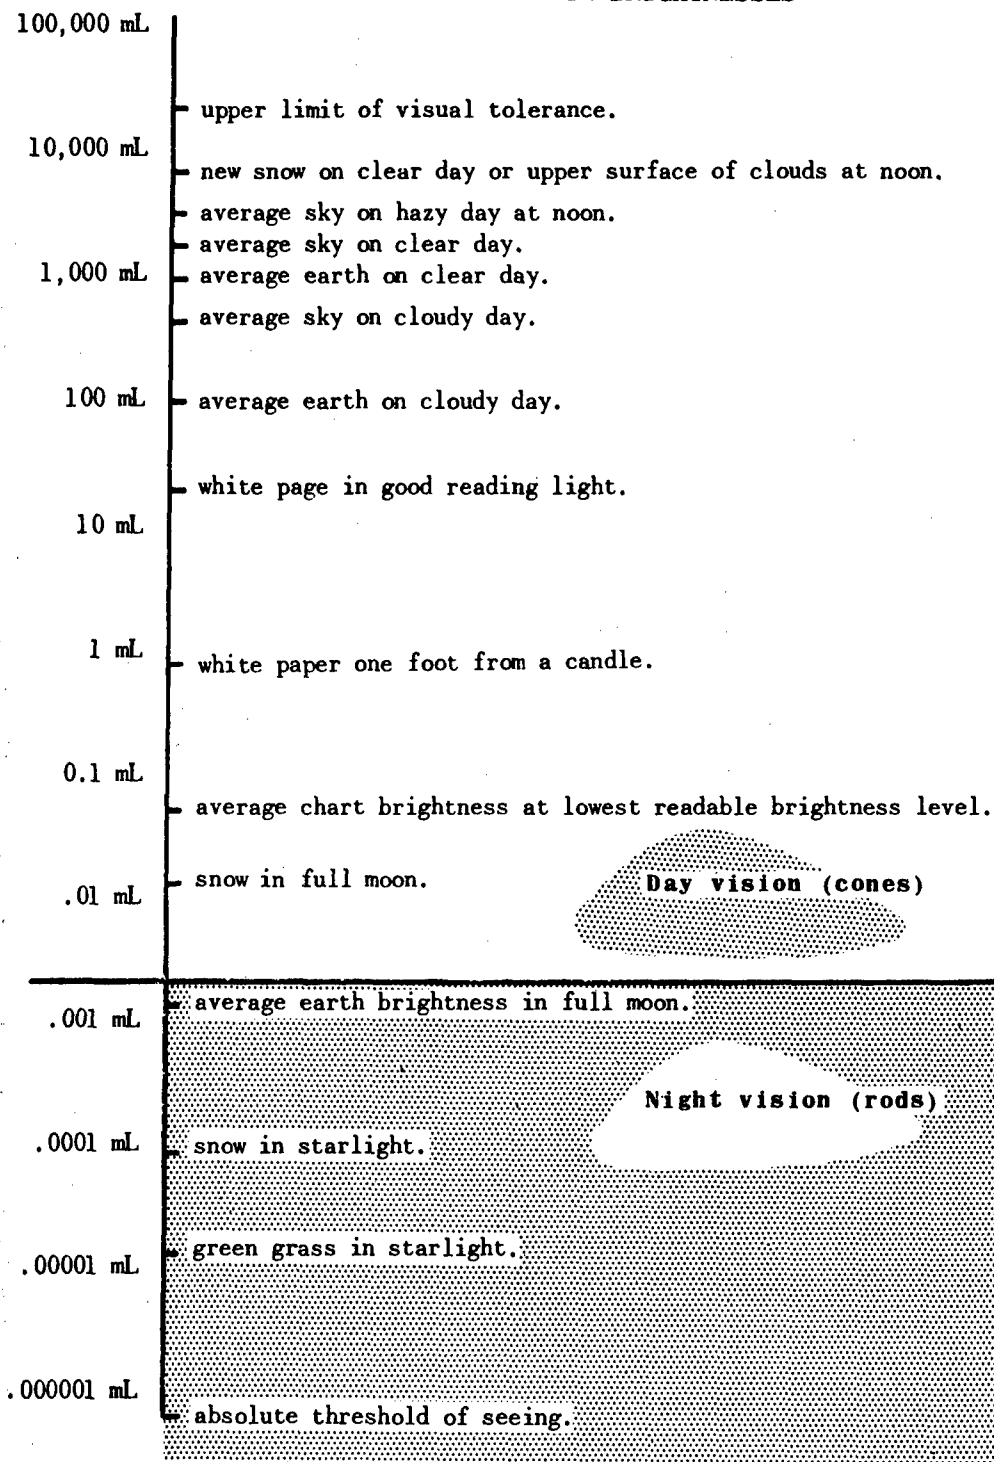 100,000 mL
upper limit of visual tolerance.
10,000 mL
new snow on clear day or upper surface of clouds at noon.
average sky on hazy day at noon.
average sky on clear day.
1,000 mL
average earth on clear day.
average sky on cloudy day.
100 mL
average earth on cloudy day.
white page in good reading light.
10 mL
1 mL
white paper one foot from a candle.
0.1 mL
average chart brightness at lowest readable brightness level.
snow in full moon.
Day vision (cones)
.01 mL
average earth brightness in full moon.
.001 mL
Night vision (rods)
.0001 mL
snow in starlight.
green grass in starlight.
.00001 mL
.000001 mL
absolute threshold of seeing.